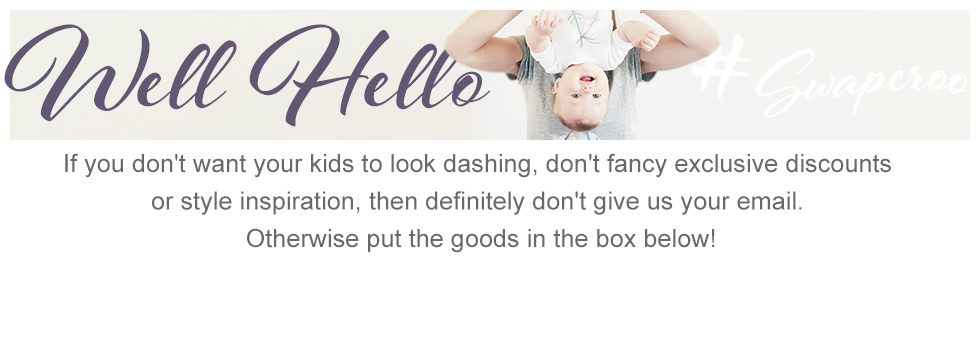 Well Hello
# Swaperoo
If you don't want your kids to look dashing, don't fancy exclusive discounts
or style inspiration, then definitely don't give us your email.
Otherwise put the goods in the box below!